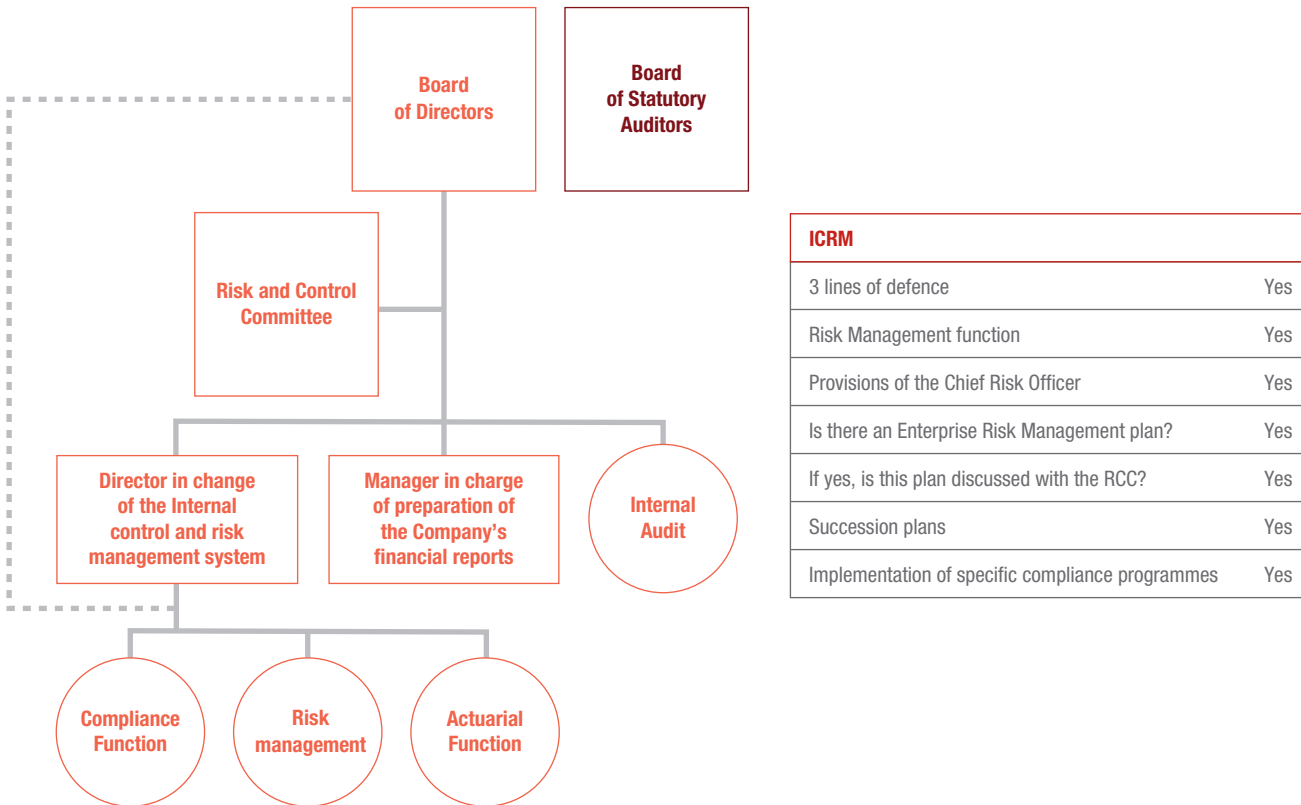 Board
of Directors
Board
of Statutory
Auditors
Risk and Control
Committee
Director in change
of the Internal
control and risk
management system
Manager in charge
of preparation of
the Company's
financial reports
Internal
Audit
Compliance
Function
Risk
management
Actuarial
Function
ICRM
3 lines of defence Yes
Risk Management function Yes
Provisions of the Chief Risk Officer Yes
Is there an Enterprise Risk Management plan? Yes
If yes, is this plan discussed with the RCC? Yes
Succession plans Yes
Implementation of specific compliance programmes Yes